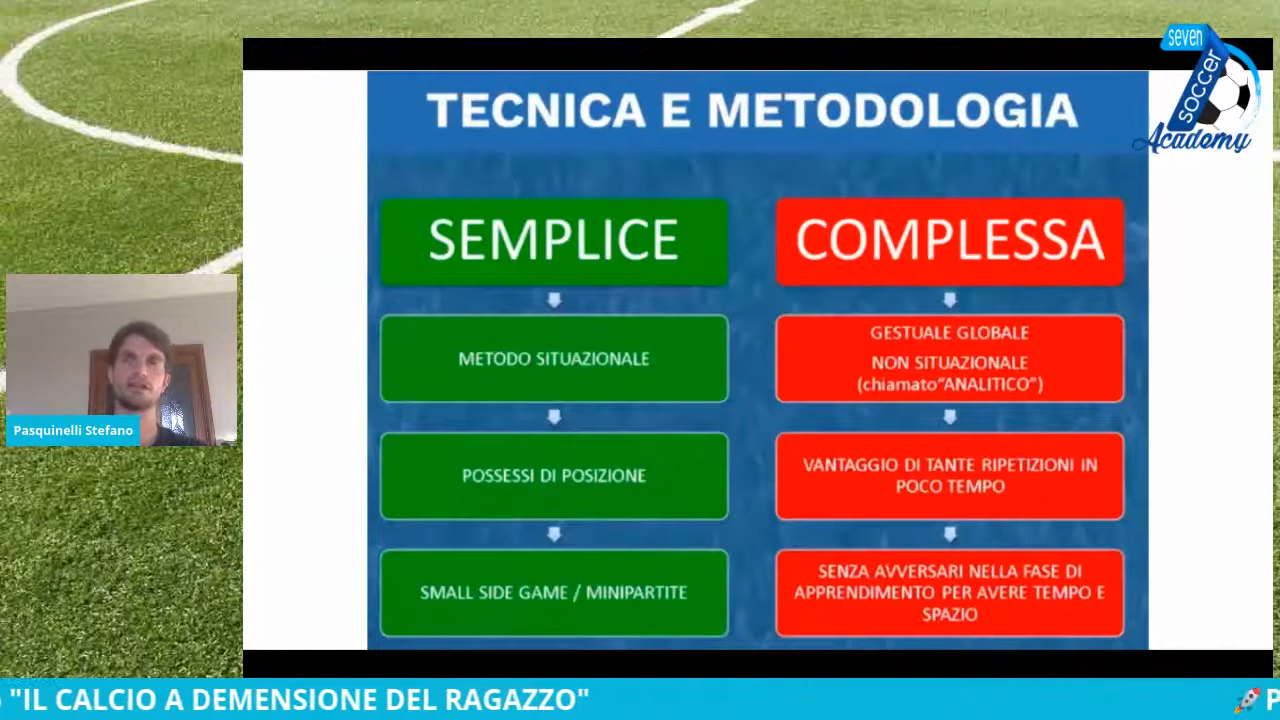 seven
soccer
Academy
TECNICA E METODOLOGIA
SEMPLICE
COMPLESSA
METODO SITUAZIONALE
GESTUALE GLOBALE
NON SITUAZIONALE
(chiamato"ANALITICO")
POSSESSI DI POSIZIONE
VANTAGGIO DI TANTE RIPETIZIONI IN
POCO TEMPO
SMALL SIDE GAME / MINIPARTITE
SENZA AVVERSARI NELLA FASE DI
APPRENDIMENTO PER AVERE TEMPO E
SPAZIO
Pasquinelli Stefano
"IL CALCIO A DEMENSIONE DEL RAGAZZO"